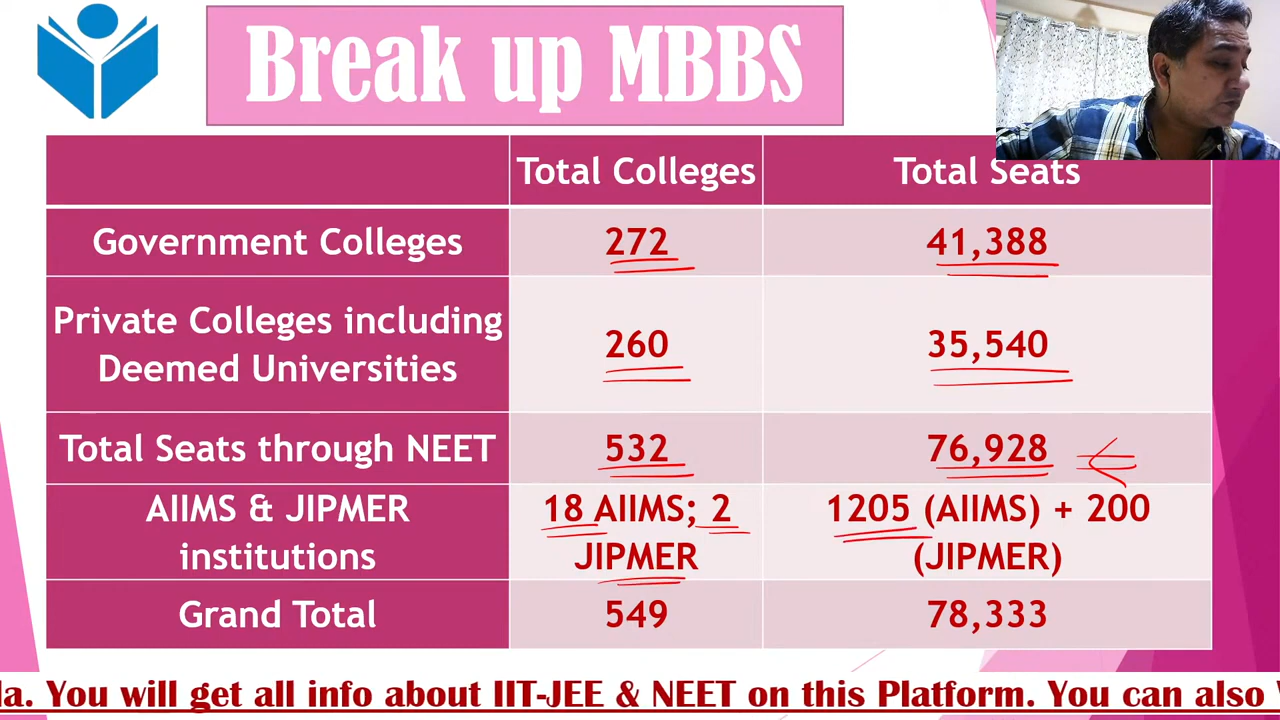 Break up MBBS
Total Colleges Total Seats
Government Colleges 272 41,388
Private Colleges including
Deemed Universities 260 35,540
Total Seats through NEET 532 76,928
AIIMS & JIPMER 18 AIIMS; 2 1205 (AIIMS) + 200
institutions JIPMER (JIPMER)
Grand Total 549 78,333
You will get all info about IIT-JEE & NEET on this Platform. You can also